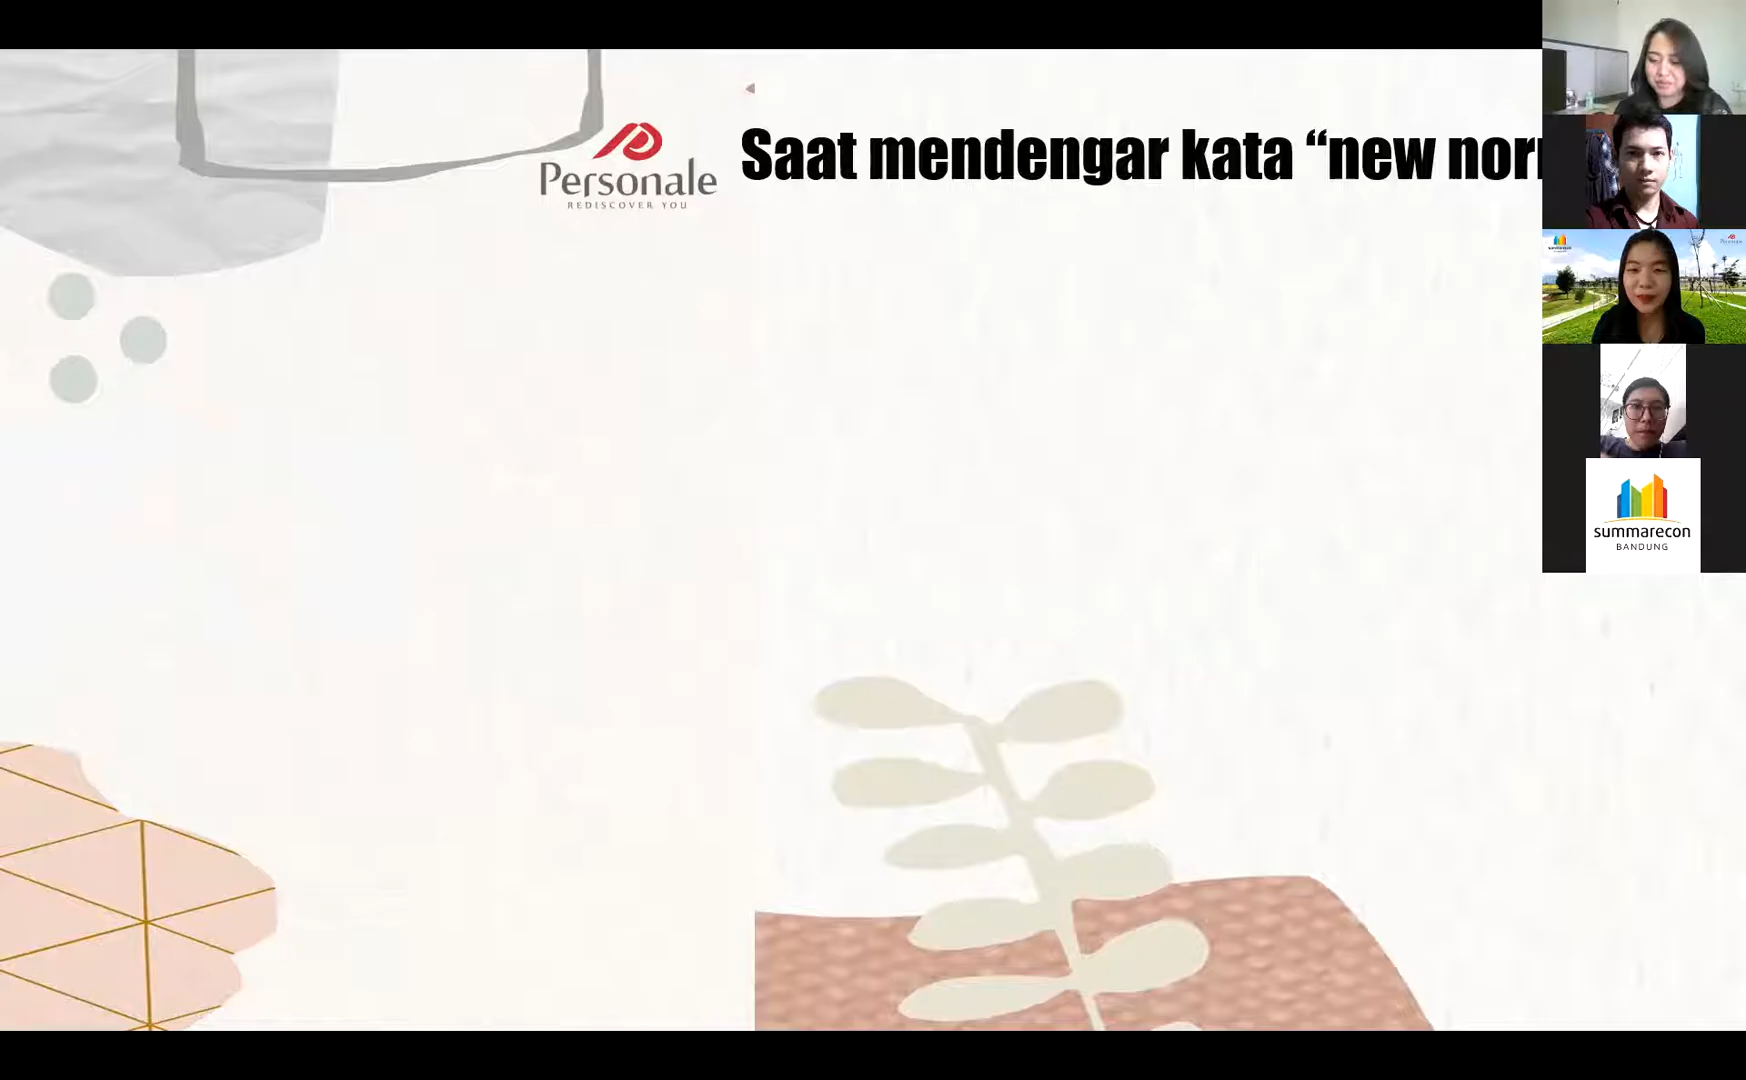 Saat mendengar kata “new nor
Personale
REDISCOVER YOU
summarecon
BANDUNG